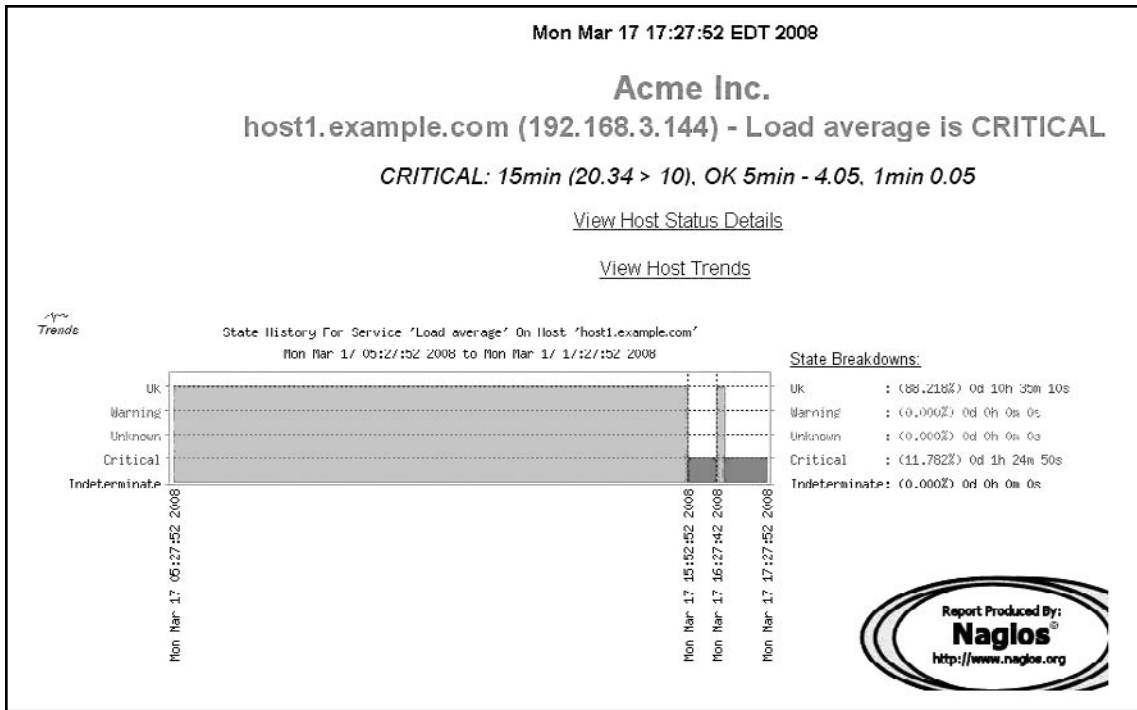 Mon Mar 17 17:27:52 EDT 2008
Acme Inc.
host1.example.com (192.168.3.144) - Load average is CRITICAL
CRITICAL: 15min (20.34 > 10), OK 5min - 4.05, 1min 0.05
View Host Status Details
View Host Trends
Trends
State History For Service 'Load average' On Host 'host1.example.com'
Mon Mar 17 05:27:52 2008 to Mon Mar 17 17:27:52 2008
Ok
Warning
Unknown
Critical
Indeterminate
Mon Mar 17 05:27:52 2008
Mon Mar 17 15:52:52 2008
Mon Mar 17 16:27:42 2008
Mon Mar 17 17:27:52 2008
State Breakdowns:
Ok : (88.218%) 0d 10h 35m 10s
Warning : (0.000%) 0d 0h 0m 0s
Unknown : (0.000%) 0d 0h 0m 0s
Critical : (11.782%) 0d 1h 24m 50s
Indeterminate: (0.000%) 0d 0h 0m 0s
Report Produced By:
Nagios®
http://www.nagios.org